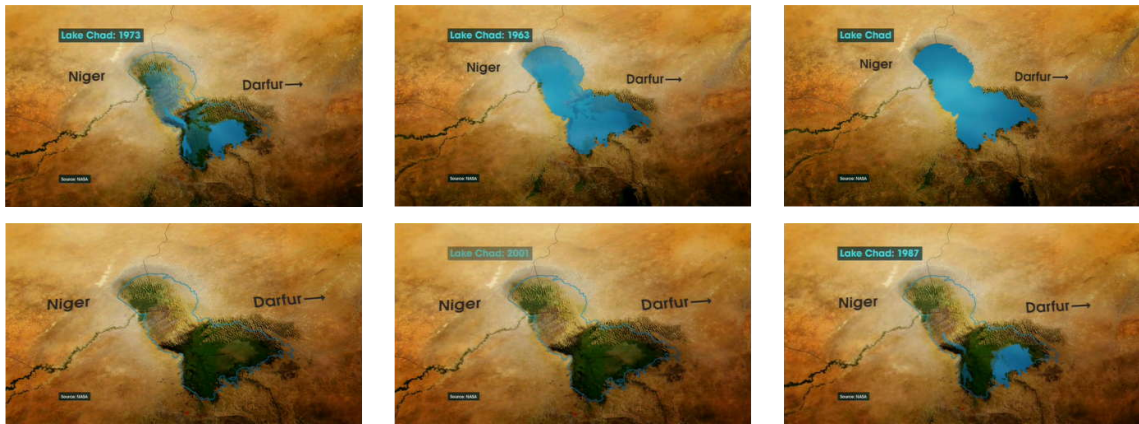 Lake Chad: 1973
Niger
Darfur →
Source: NASA
Lake Chad: 1963
Niger
Darfur →
Source: NASA
Lake Chad
Niger
Darfur →
Source: NASA
Niger
Darfur →
Source: NASA
Lake Chad: 2001
Niger
Darfur →
Source: NASA
Lake Chad: 1987
Niger
Darfur →
Source: NASA